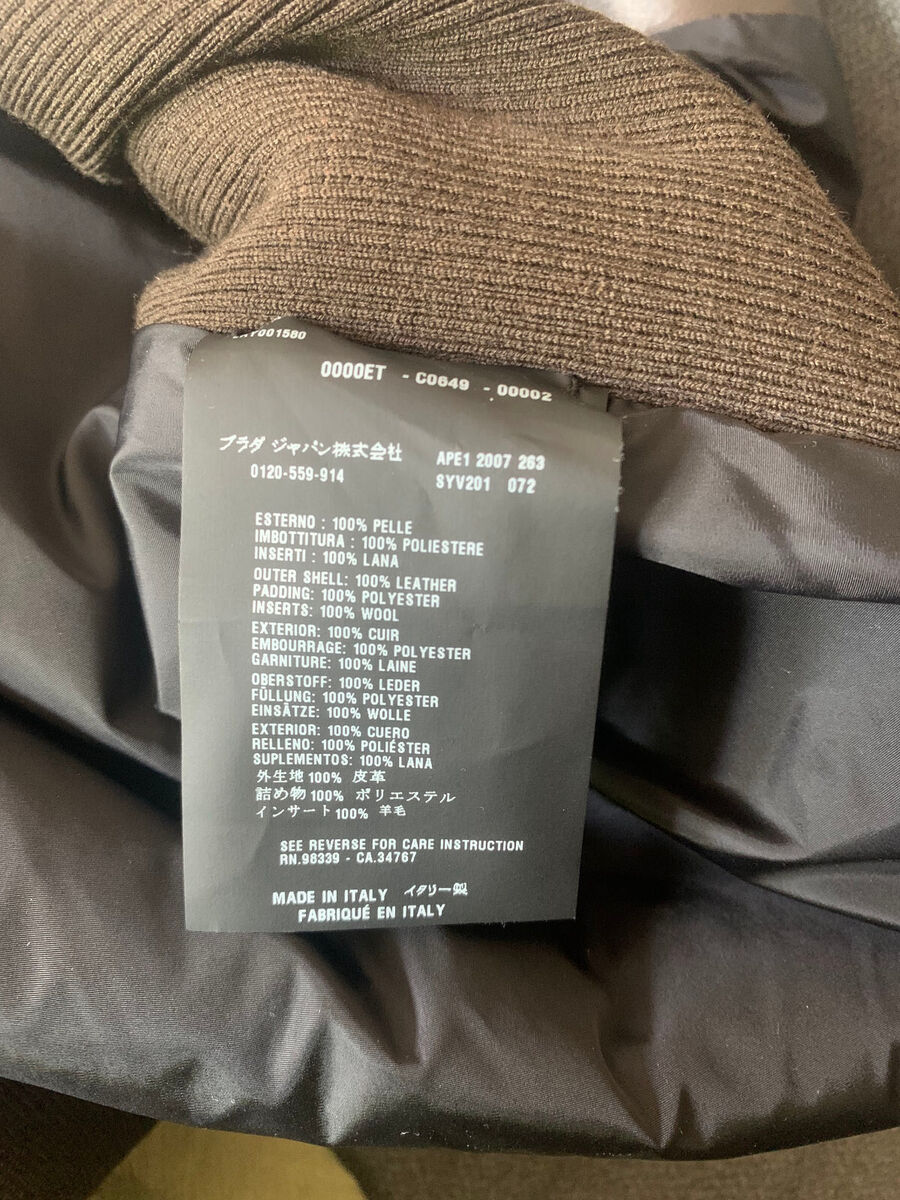 001580
0000ET - C0649 - 00002
プラダ ジャパン株式会社
0120-559-914
APE1 2007 263
SYV201 072
ESTERNO : 100% PELLE
IMBOTTITURA : 100% POLIESTERE
INSERTI : 100% LANA
OUTER SHELL: 100% LEATHER
PADDING: 100% POLYESTER
INSERTS: 100% WOOL
EXTERIOR: 100% CUIR
EMBOURRAGE: 100% POLYESTER
GARNITURE: 100% LAINE
OBERSTOFF: 100% LEDER
FÜLLUNG: 100% POLYESTER
EINSÄTZE: 100% WOLLE
EXTERIOR: 100% CUERO
RELLENO: 100% POLIÉSTER
SUPLEMENTOS: 100% LANA
外生地100% 皮革
詰め物100% ポリエステル
インサート100% 羊毛
SEE REVERSE FOR CARE INSTRUCTION
RN.98339 - CA.34767
MADE IN ITALY イタリー製
FABRIQUÉ EN ITALY